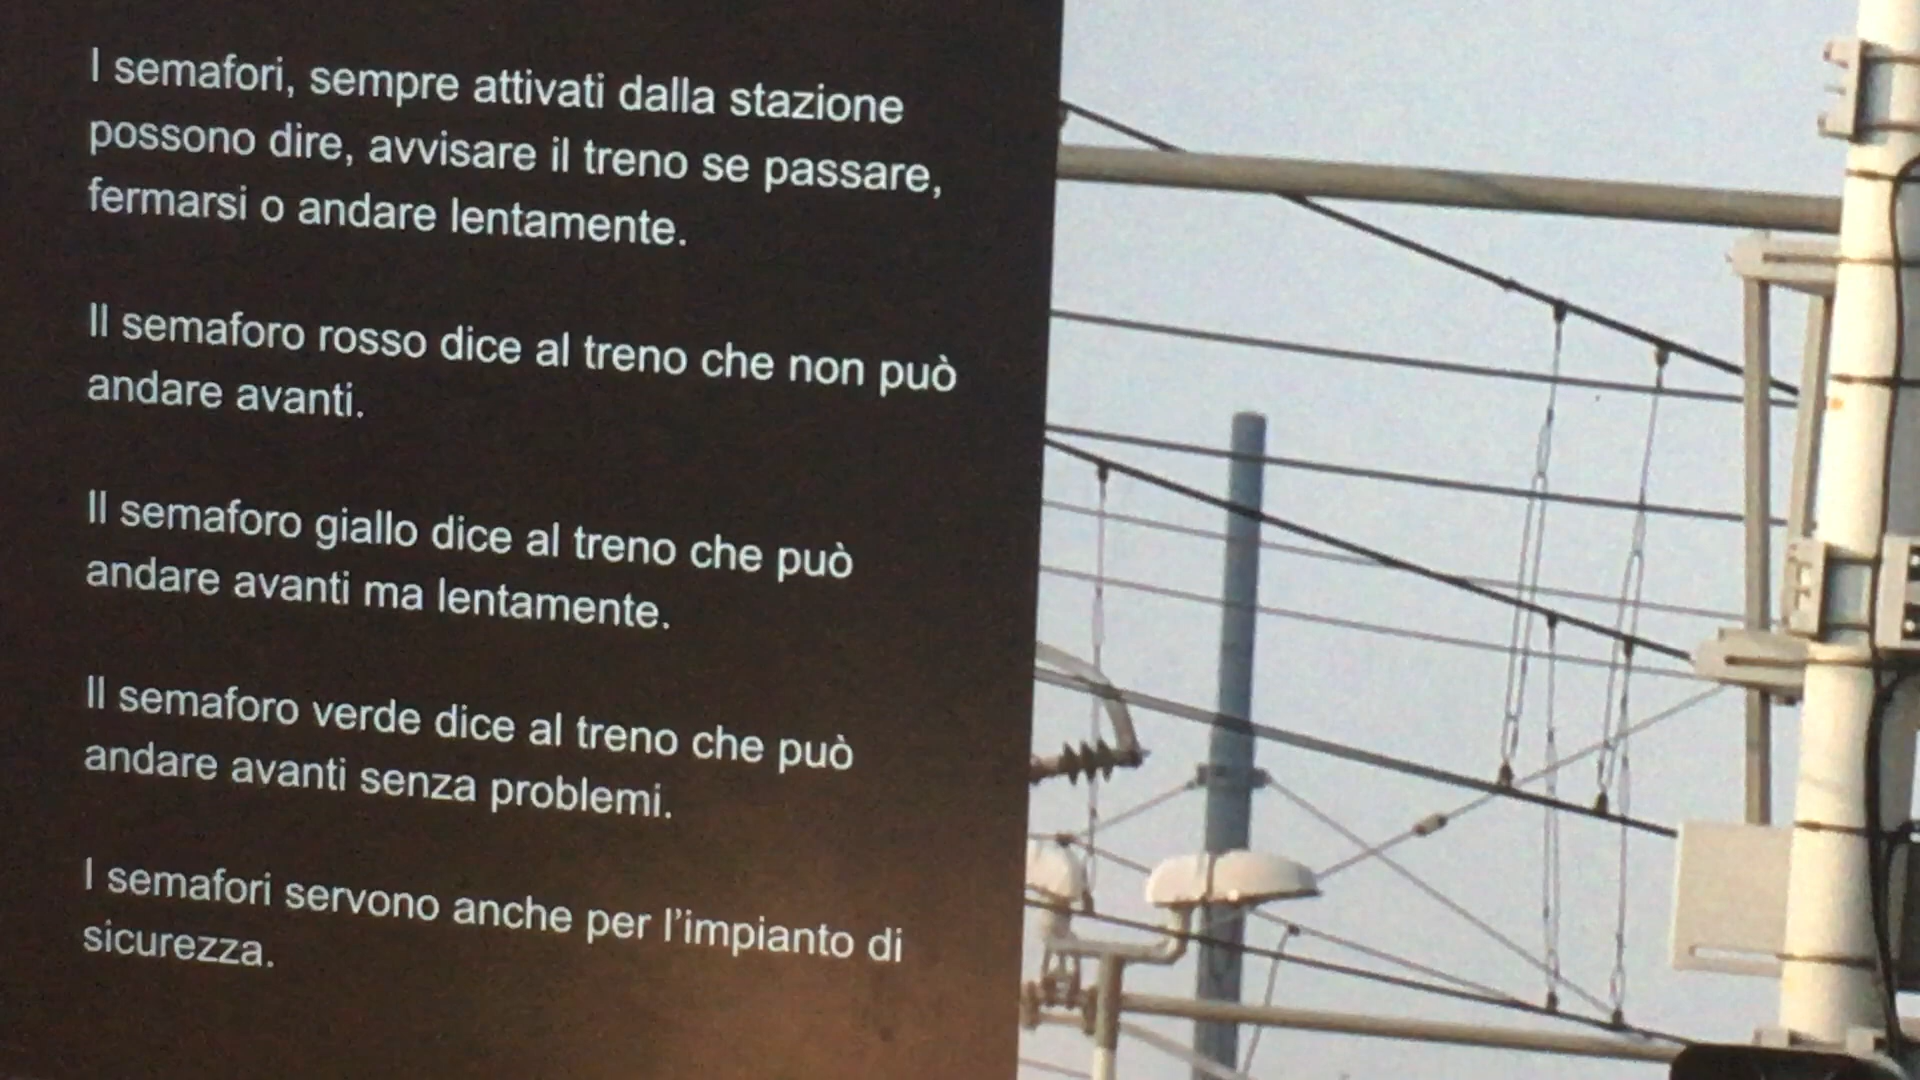 I semafori, sempre attivati dalla stazione
possono dire, avvisare il treno se passare,
fermarsi o andare lentamente.
Il semaforo rosso dice al treno che non può
andare avanti.
Il semaforo giallo dice al treno che può
andare avanti ma lentamente.
Il semaforo verde dice al treno che può
andare avanti senza problemi.
I semafori servono anche per l'impianto di
sicurezza.